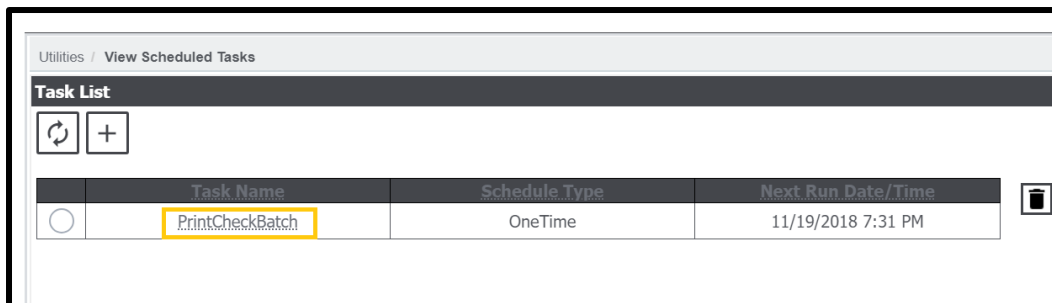 Utilities / View Scheduled Tasks
Task List
Task Name Schedule Type Next Run Date/Time
PrintCheckBatch OneTime 11/19/2018 7:31 PM